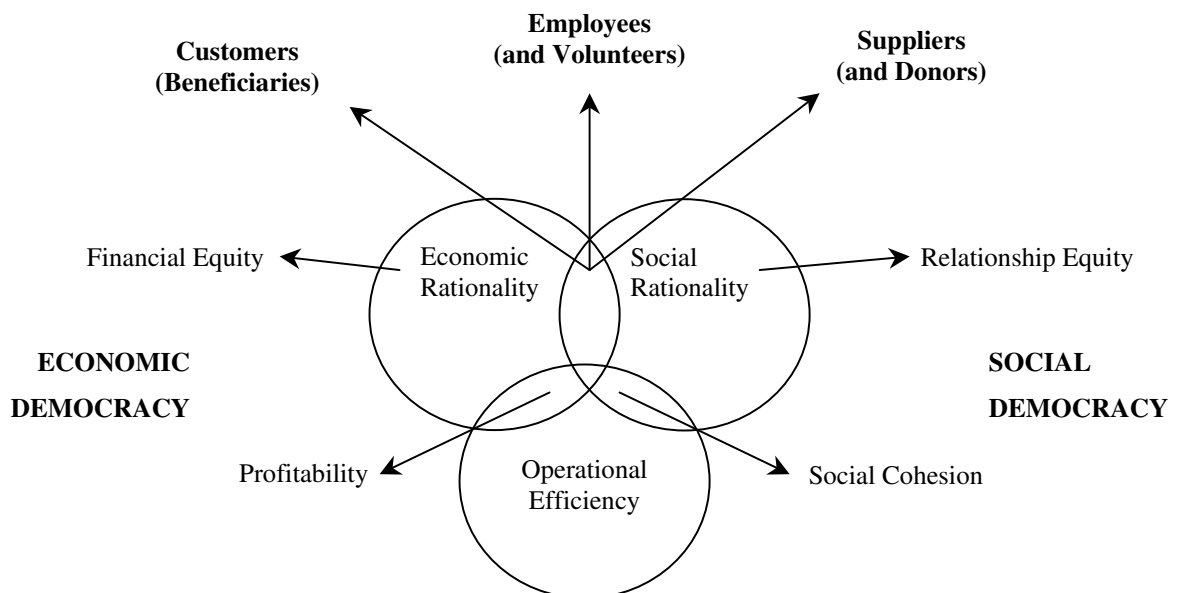 Customers
(Beneficiaries)
Employees
(and Volunteers)
Suppliers
(and Donors)
Financial Equity
Economic
Rationality
Social
Rationality
Relationship Equity
ECONOMIC
DEMOCRACY
SOCIAL
DEMOCRACY
Profitability
Operational
Efficiency
Social Cohesion